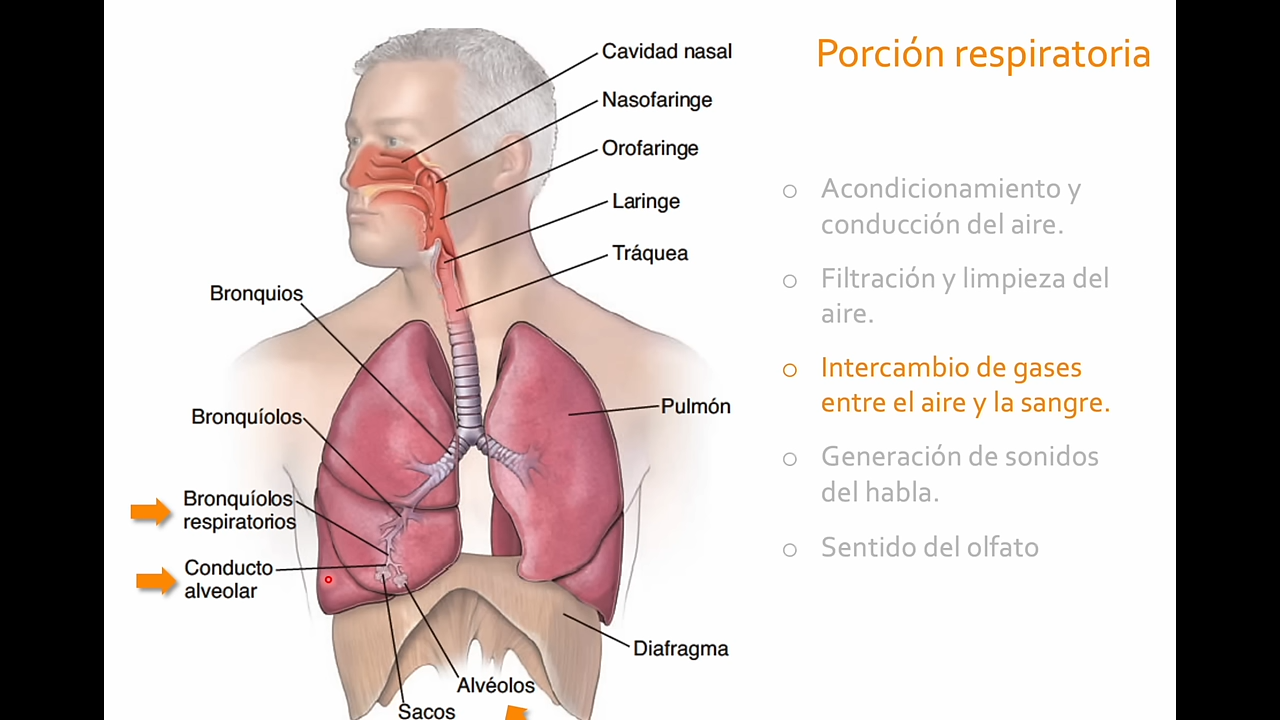 Porción respiratoria
Cavidad nasal
Nasofaringe
Orofaringe
Laringe
Tráquea
Bronquios
Bronquíolos
Pulmón
Bronquíolos
respiratorios
Conducto
alveolar
Diafragma
Alvéolos
Sacos
o Acondicionamiento y
conducción del aire.
o Filtración y limpieza del
aire.
o Intercambio de gases
entre el aire y la sangre.
o Generación de sonidos
del habla.
o Sentido del olfato